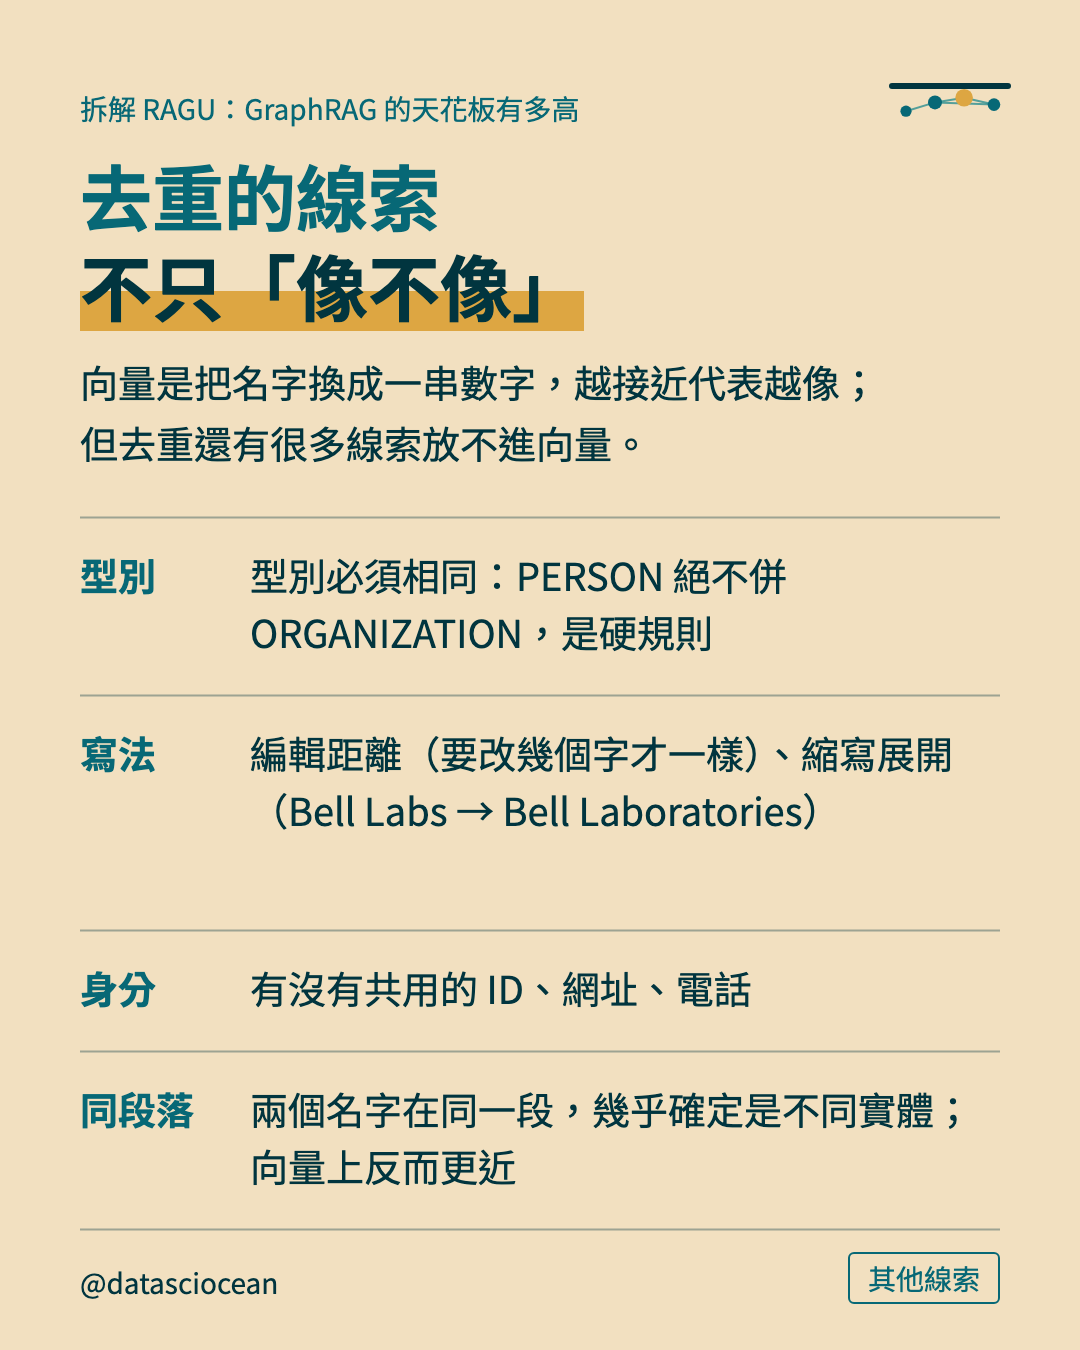 拆解 RAGU：GraphRAG 的天花板有多高
去重的線索
不只「像不像」
向量是把名字換成一串數字，越接近代表越像；
但去重還有很多線索放不進向量。
型別
型別必須相同：PERSON 絕不併
ORGANIZATION，是硬規則
寫法
編輯距離（要改幾個字才一樣）、縮寫展開
（Bell Labs → Bell Laboratories）
身分
有沒有共用的 ID、網址、電話
同段落
兩個名字在同一段，幾乎確定是不同實體；
向量上反而更近
@datasciocean
其他線索